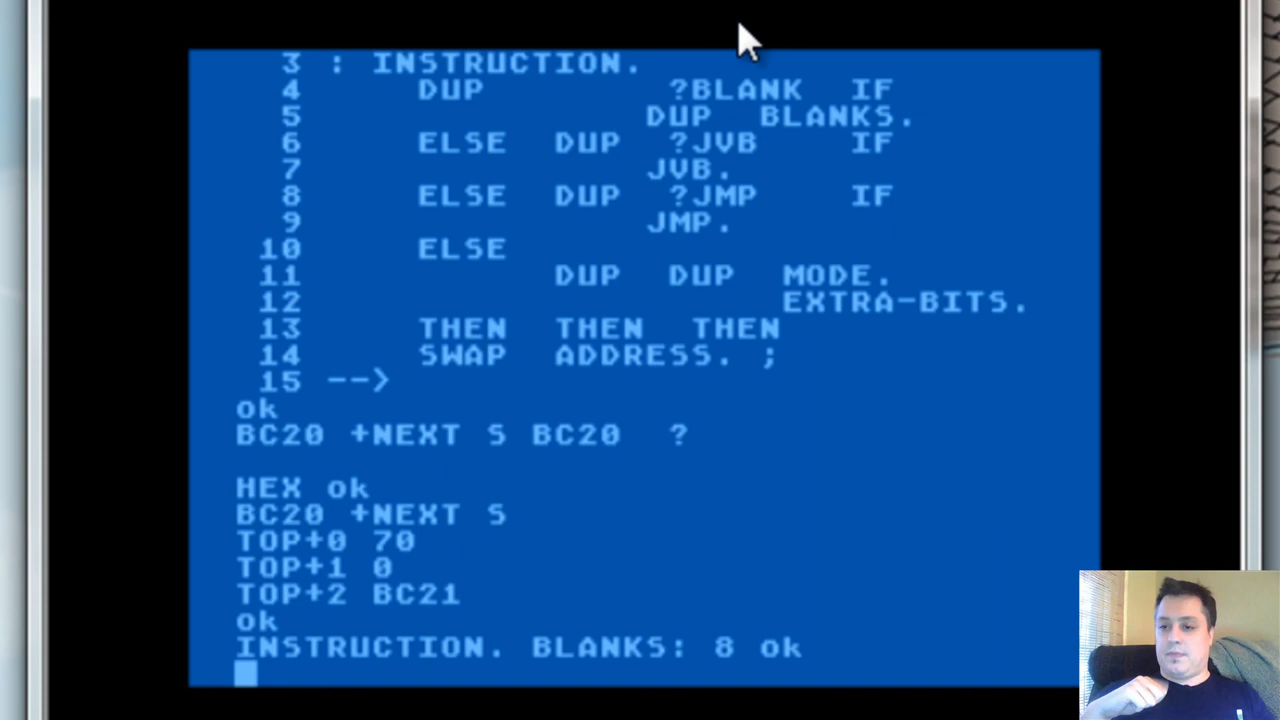 3 : INSTRUCTION.
4 DUP ?BLANK IF
5 DUP BLANKS.
6 ELSE DUP ?JVB IF
7 JVB.
8 ELSE DUP ?JMP IF
9 JMP.
10 ELSE
11 DUP DUP MODE.
12 EXTRA-BITS.
13 THEN THEN THEN
14 SWAP ADDRESS. ;
15 -->
ok
BC20 +NEXT S BC20 ?
HEX ok
BC20 +NEXT S
TOP+0 70
TOP+1 0
TOP+2 BC21
ok
INSTRUCTION. BLANKS: 8 ok